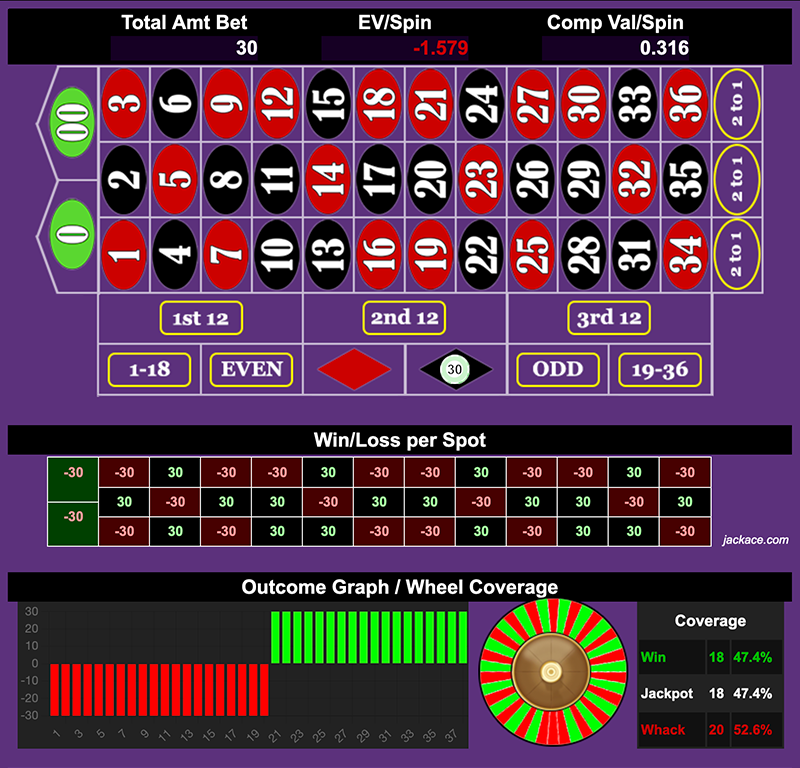 Total Amt Bet EV/Spin Comp Val/Spin
30 -1.579 0.316
00 3 6 9 12 15 18 21 24 27 30 33 36 2 to 1
2 5 8 11 14 17 20 23 26 29 32 35 2 to 1
0 1 4 7 10 13 16 19 22 25 28 31 34 2 to 1
1st 12 2nd 12 3rd 12
1-18 EVEN 30 ODD 19-36
Win/Loss per Spot
-30 -30 30 -30 -30 30 -30 -30 30 -30 -30 30 -30
30 -30 30 30 -30 30 30 -30 30 30 -30 30
-30 -30 30 -30 30 30 -30 -30 30 -30 30 30 -30
jackace.com
Outcome Graph / Wheel Coverage
30
20
10
0
-10
-20
-30
1 3 5 7 9 11 13 15 17 19 21 23 25 27 29 31 33 35 37
Coverage
Win 18 47.4%
Jackpot 18 47.4%
Whack 20 52.6%